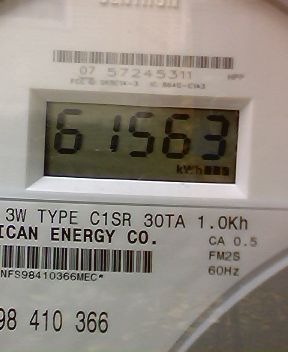 07 57245311 HPP
61563
kWh
3W TYPE C1SR 30TA 1.0Kh
ICAN ENERGY CO.
CA 0.5
FM2S
60Hz
NFS98410366MEC*
98 410 366